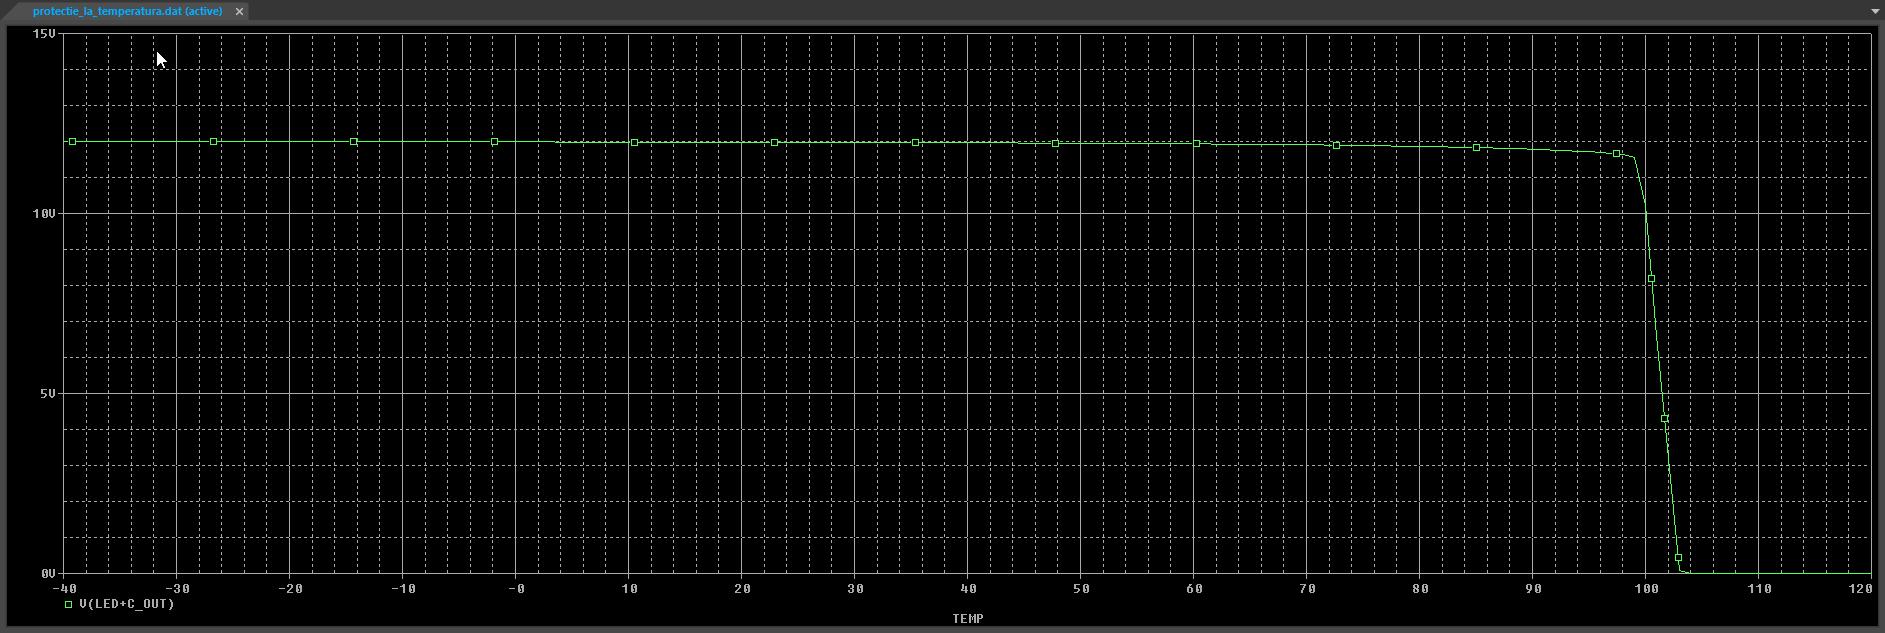 protectie_la_temperatura.dat (active)
15V
10V
5V
0V
-40 -30 -20 -10 -0 10 20 30 40 50 60 70 80 90 100 110 120
V(LED+C_OUT)
TEMP